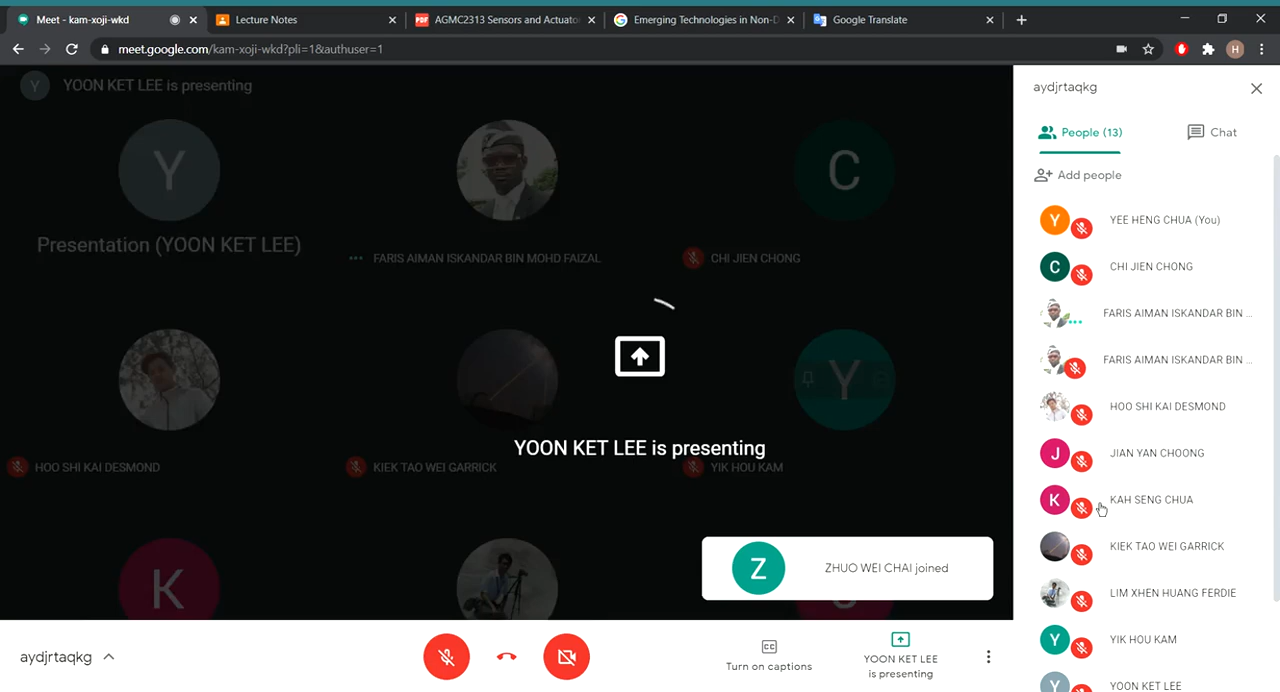 Meet - kam-xoji-wkd
Lecture Notes
AGMC2313 Sensors and Actuator
Emerging Technologies in Non-D
Google Translate
meet.google.com/kam-xoji-wkd?pli=1&authuser=1
H
Y
YOON KET LEE is presenting
aydjrtaqkg
People (13)
Chat
Add people
Y
C
Presentation (YOON KET LEE)
FARIS AIMAN ISKANDAR BIN MOHD FAIZAL
CHI JIEN CHONG
Y
YOON KET LEE is presenting
HOO SHI KAI DESMOND
KIEK TAO WEI GARRICK
YIK HOU KAM
K
Z
ZHUO WEI CHAI joined
Y
YEE HENG CHUA (You)
C
CHI JIEN CHONG
FARIS AIMAN ISKANDAR BIN ...
FARIS AIMAN ISKANDAR BIN ...
HOO SHI KAI DESMOND
J
JIAN YAN CHOONG
K
KAH SENG CHUA
KIEK TAO WEI GARRICK
LIM XHEN HUANG FERDIE
Y
YIK HOU KAM
Y
YOON KET LEE
aydjrtaqkg
CC
Turn on captions
YOON KET LEE
is presenting